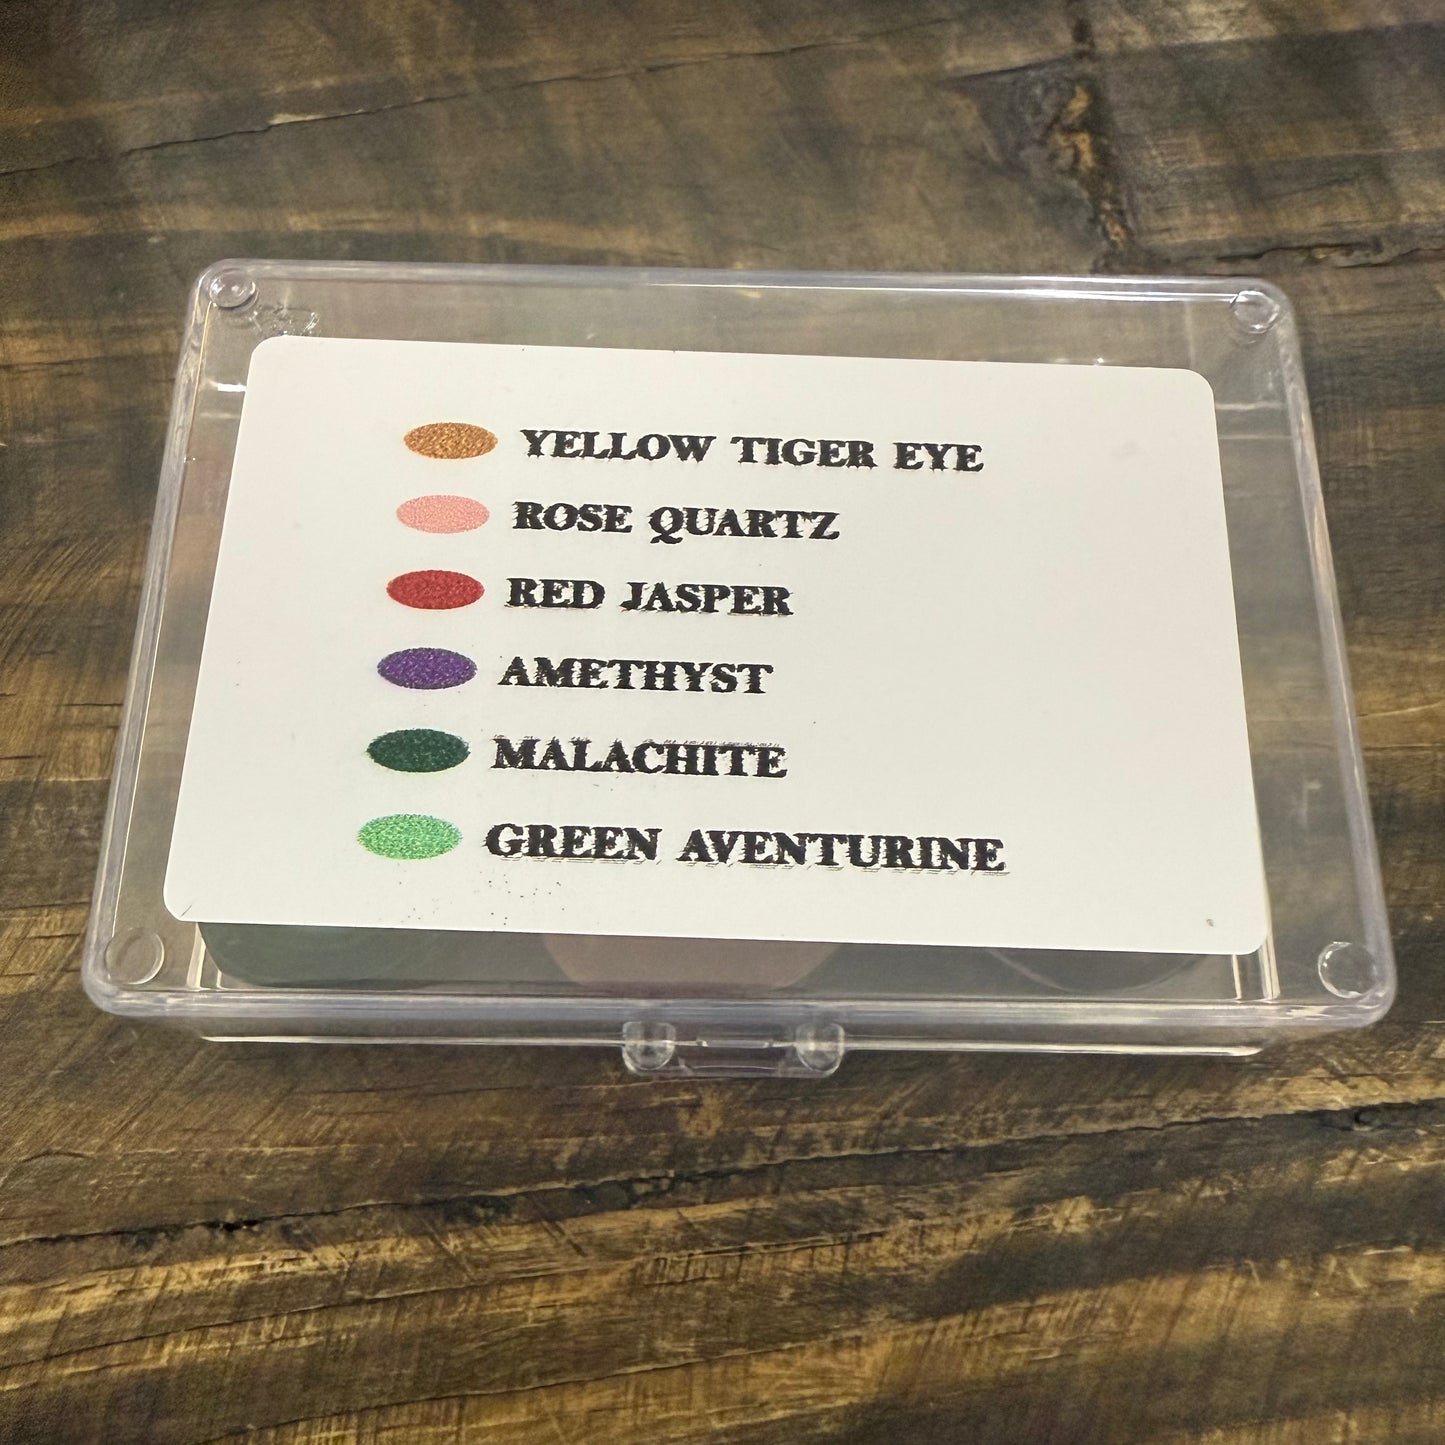 YELLOW TIGER EYE
ROSE QUARTZ
RED JASPER
AMETHYST
MALACHITE
GREEN AVENTURINE